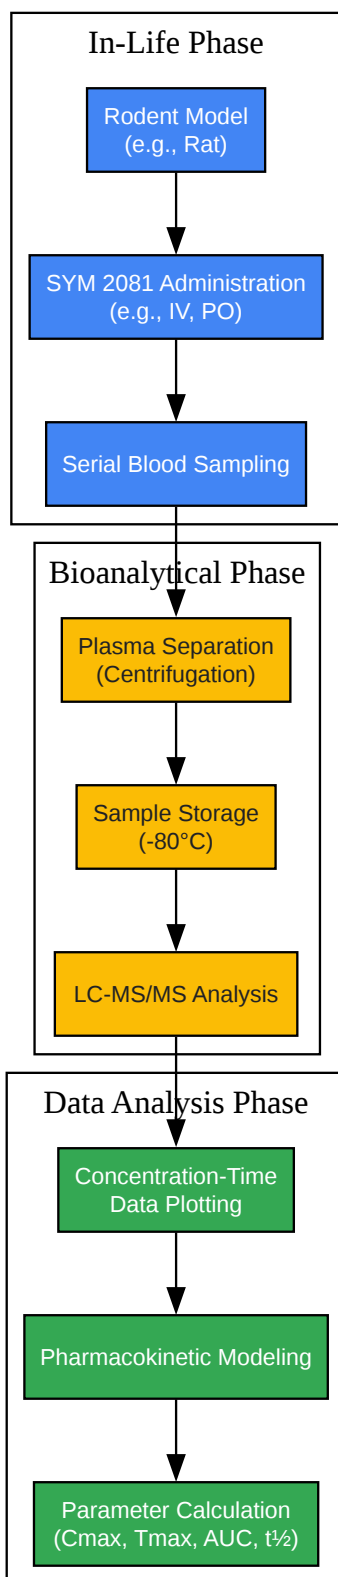 In-Life Phase
Rodent Model
(e.g., Rat)
SYM 2081 Administration
(e.g., IV, PO)
Serial Blood Sampling
Bioanalytical Phase
Plasma Separation
(Centrifugation)
Sample Storage
(-80°C)
LC-MS/MS Analysis
Data Analysis Phase
Concentration-Time
Data Plotting
Pharmacokinetic Modeling
Parameter Calculation
(Cmax, Tmax, AUC, t½)